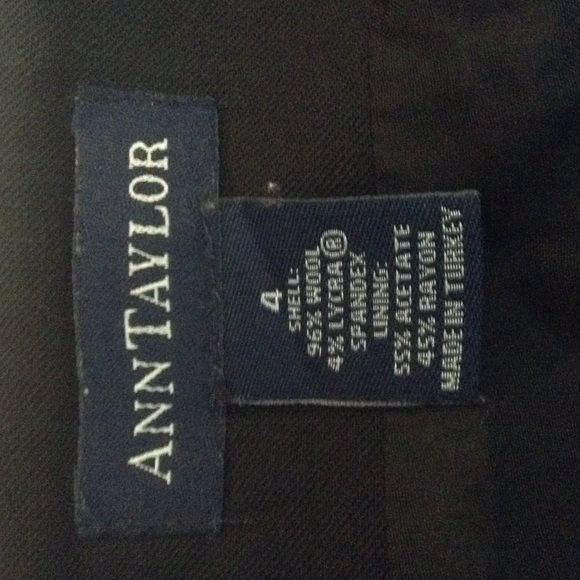 ANNTAYLOR
4
SHELL:
96% WOOL
4% LYCRA®
SPANDEX
LINING:
55% ACETATE
45% RAYON
MADE IN TURKEY